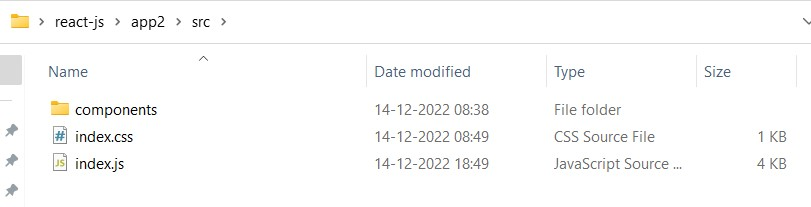 react-js > app2 > src >
Name Date modified Type Size
components 14-12-2022 08:38 File folder
# index.css 14-12-2022 08:49 CSS Source File 1 KB
JS index.js 14-12-2022 18:49 JavaScript Source ... 4 KB